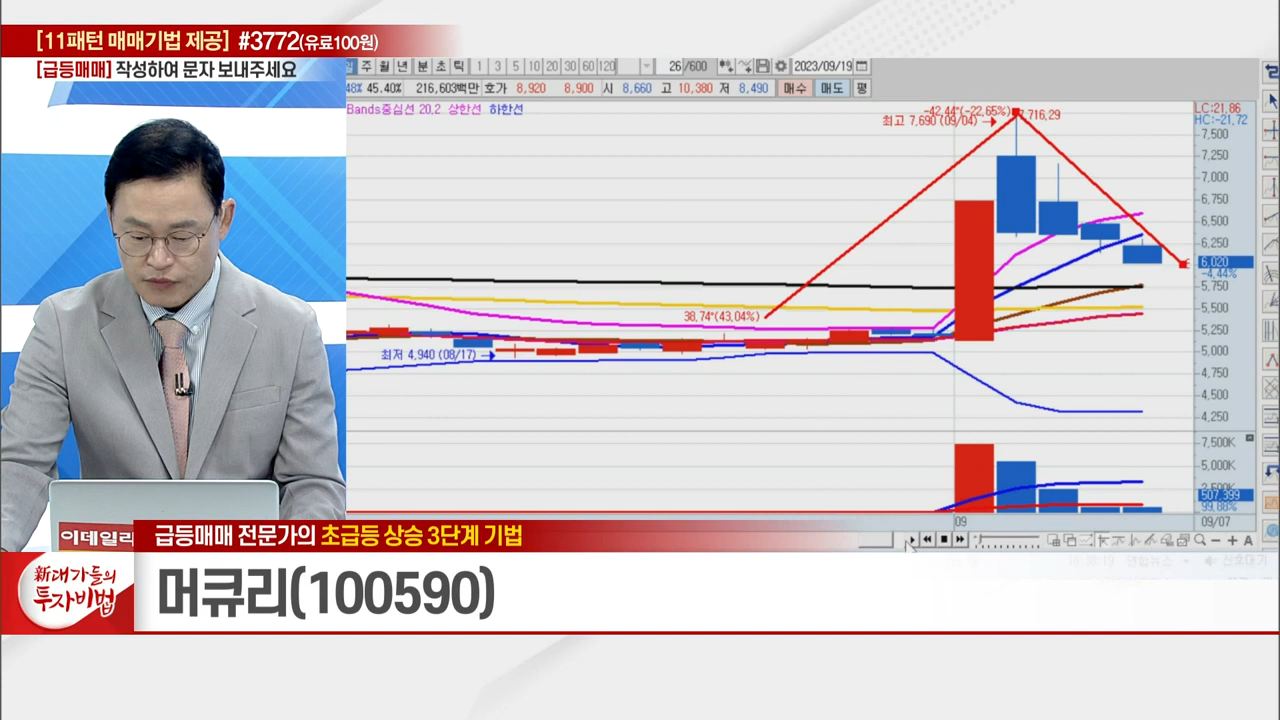 [11패턴 매매기법 제공] #3772(유료100원)
[급등매매] 작성하여 문자 보내주세요
일 주 월 년 분 초 틱 1 3 5 10 20 30 60 120 26 /600 2023/09/19
48% 45.40% 216,603백만 호가 8,920 8,900 시 8,660 고 10,380 저 8,490 매수 매도 평
Bands중심선 20,2 상한선 하한선
LC:21,86
HC:-21,72
-42,44*(-22,65%)
7,716,29
최고 7,690 (09/04)
7,500
7,250
7,000
6,750
6,500
6,250
6,020
-4,44%
5,750
5,500
5,250
5,000
4,750
4,500
4,250
38,74*(43,04%)
최저 4,940 (08/17)
7,500K
5,000K
2,500K
507,399
99,88%
09
09/07
이데일리
급등매매 전문가의 초급등 상승 3단계 기법
新대가들의
투자비법
머큐리(100590)